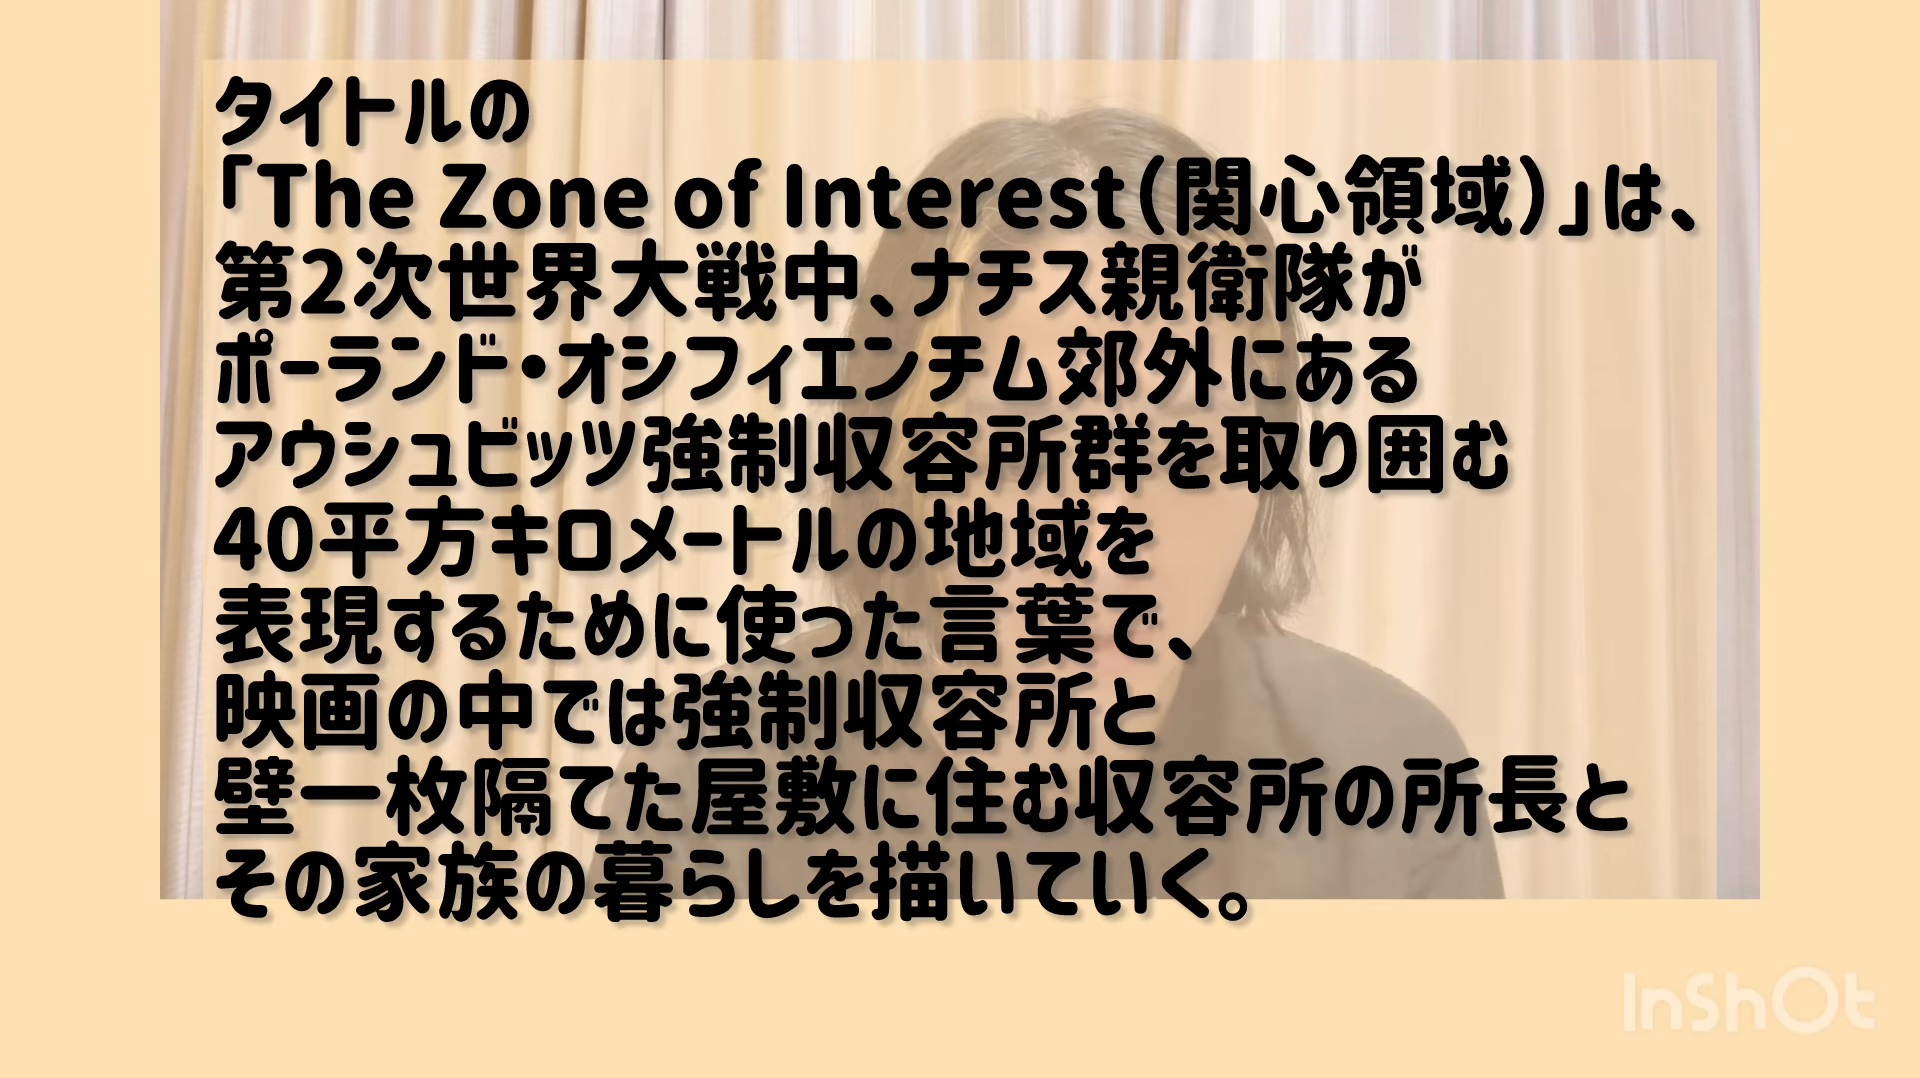 タイトルの
「The Zone of Interest(関心領域)」は、
第2次世界大戦中、ナチス親衛隊が
ポーランド・オシフィエンチム郊外にある
アウシュビッツ強制収容所群を取り囲む
40平方キロメートルの地域を
表現するために使った言葉で、
映画の中では強制収容所と
壁一枚隔てた屋敷に住む収容所の所長と
その家族の暮らしを描いていく。
InShOt